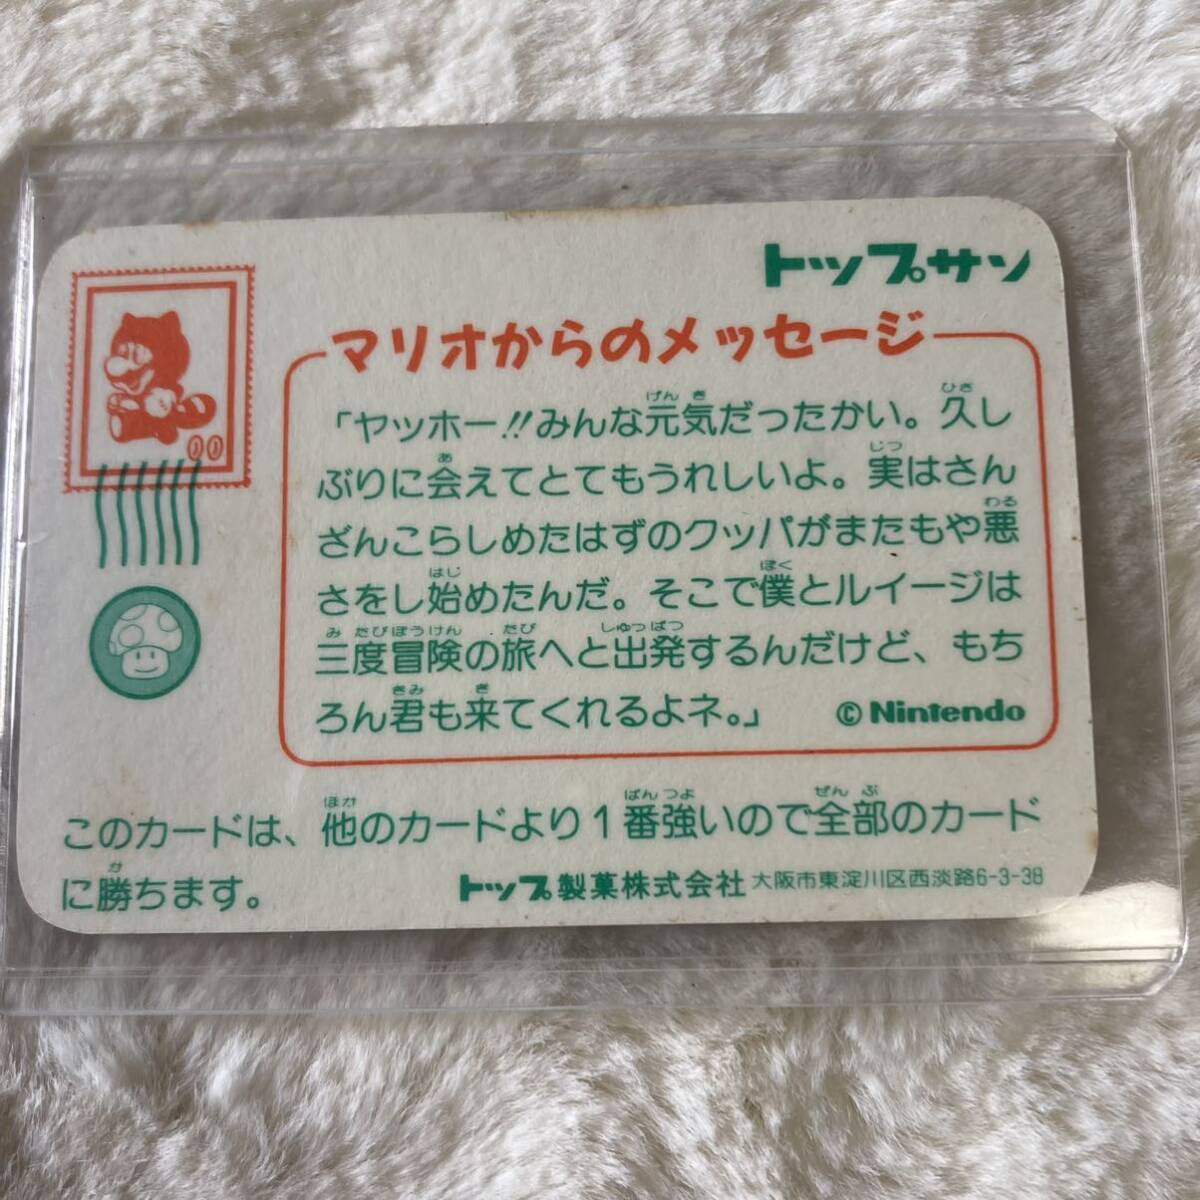 トップサン
マリオからのメッセージ
「ヤッホー!!みんな元気だったかい。久し
ぶりに会えてとてもうれしいよ。実はさん
ざんこらしめたはずのクッパがまたもや悪
さをし始めたんだ。そこで僕とルイージは
三度冒険の旅へと出発するんだけど、もち
ろん君も来てくれるよネ。」 ©Nintendo
00
このカードは、他のカードより1番強いので全部のカード
に勝ちます。
トップ製菓株式会社 大阪市東淀川区西淡路6-3-38